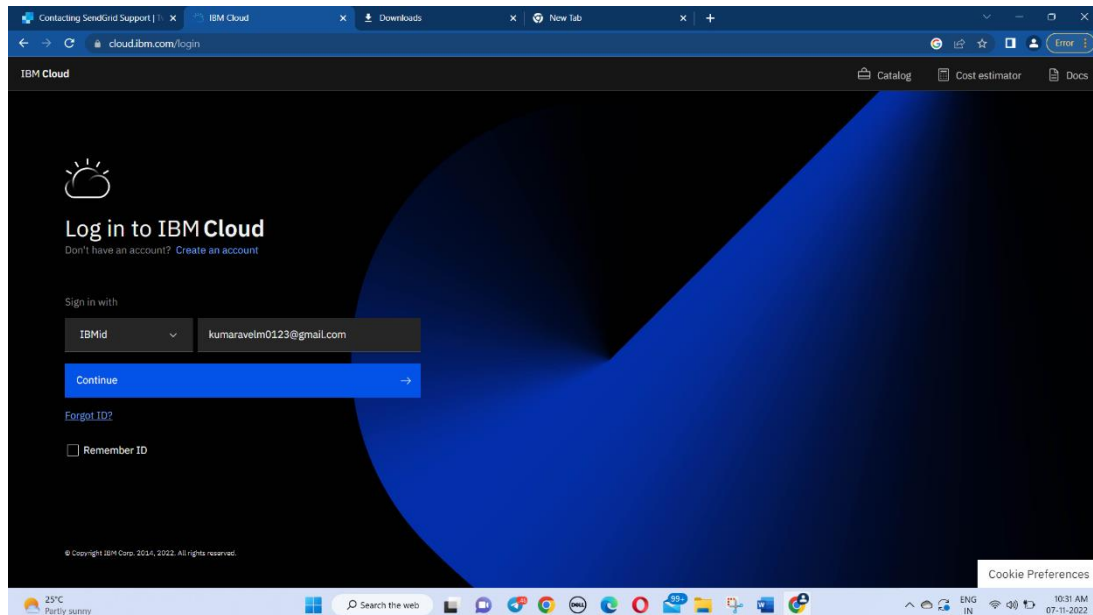 Contacting SendGrid Support | T
IBM Cloud
Downloads
New Tab
cloud.ibm.com/login
Error
IBM Cloud
Catalog
Cost estimator
Docs
Log in to IBM Cloud
Don't have an account? Create an account
Sign in with
IBMid
kumaravelm0123@gmail.com
Continue
Forgot ID?
Remember ID
© Copyright IBM Corp. 2014, 2022. All rights reserved.
Cookie Preferences
25°C
Partly sunny
Search the web
DELL
99+
ENG
IN
10:31 AM
07-11-2022